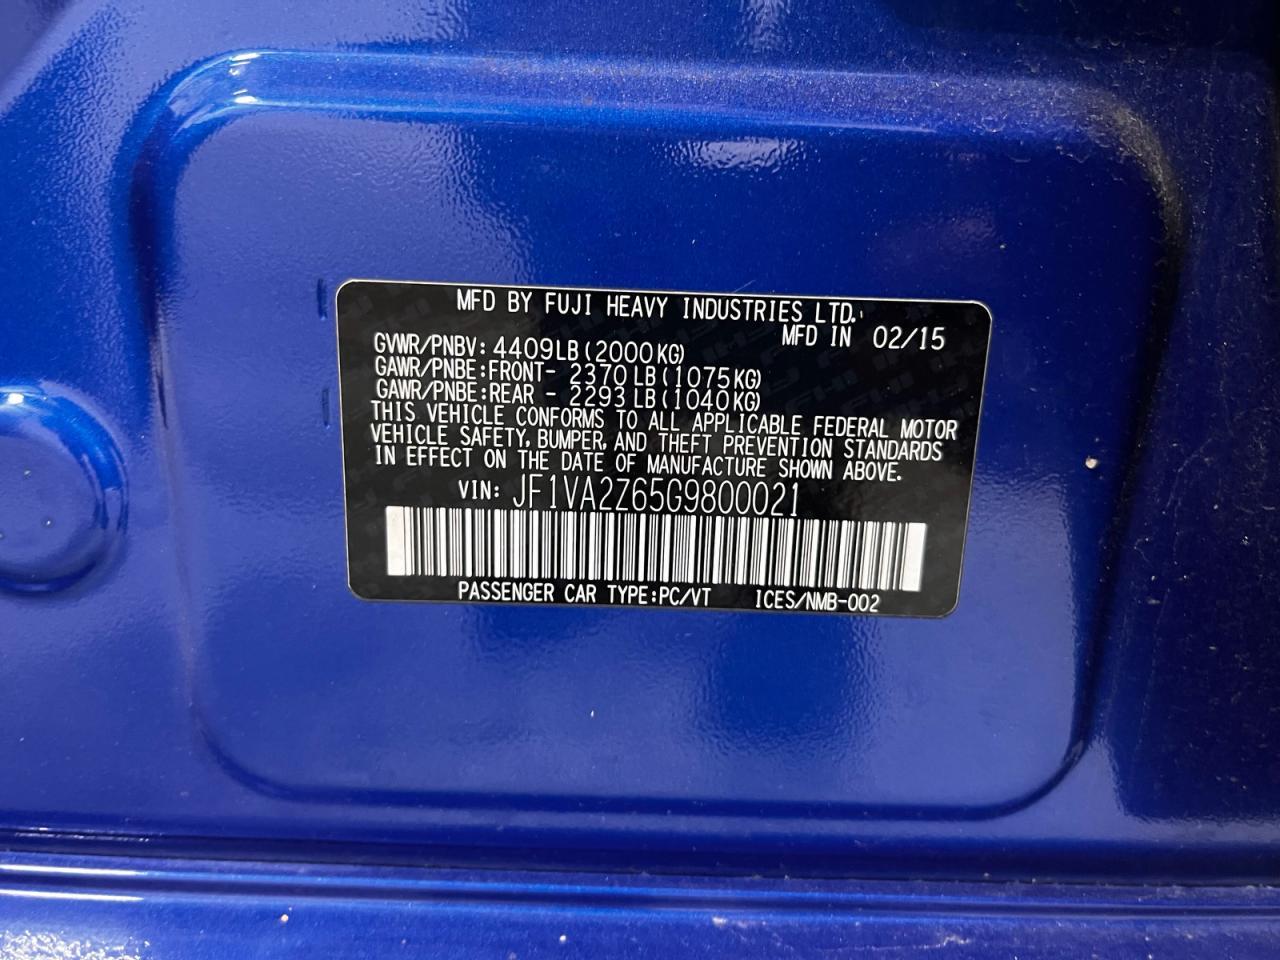 MFD BY FUJI HEAVY INDUSTRIES LTD.
MFD IN 02/15
GVWR/PNBV: 4409LB(2000KG)
GAWR/PNBE:FRONT- 2370LB(1075KG)
GAWR/PNBE:REAR - 2293LB(1040KG)
THIS VEHICLE CONFORMS TO ALL APPLICABLE FEDERAL MOTOR
VEHICLE SAFETY, BUMPER, AND THEFT PREVENTION STANDARDS
IN EFFECT ON THE DATE OF MANUFACTURE SHOWN ABOVE.
VIN: JF1VA2Z65G9800021
PASSENGER CAR TYPE:PC/VT ICES/NMB-002